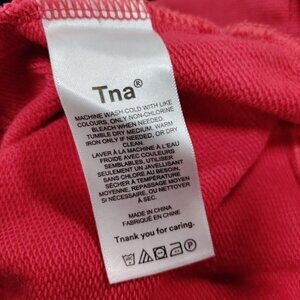 Tna®
MACHINE WASH COLD WITH LIKE
COLOURS, ONLY NON-CHLORINE
BLEACH WHEN NEEDED.
TUMBLE DRY MEDIUM, WARM
IRON IF NEEDED, OR DRY
CLEAN.
LAVER À LA MACHINE À L'EAU
FROIDE AVEC COULEURS
SEMBLABLES, UTILISER
SEULEMENT UN JAVELLISANT
SANS CHLORE AU BESOIN.
SÉCHER À TEMPÉRATURE
MOYENNE, REPASSAGE MOYEN
SI NÉCESSAIRE, OU NETTOYER
À SEC.
MADE IN CHINA
FABRIQUÉ EN CHINE
Tnank you for caring.